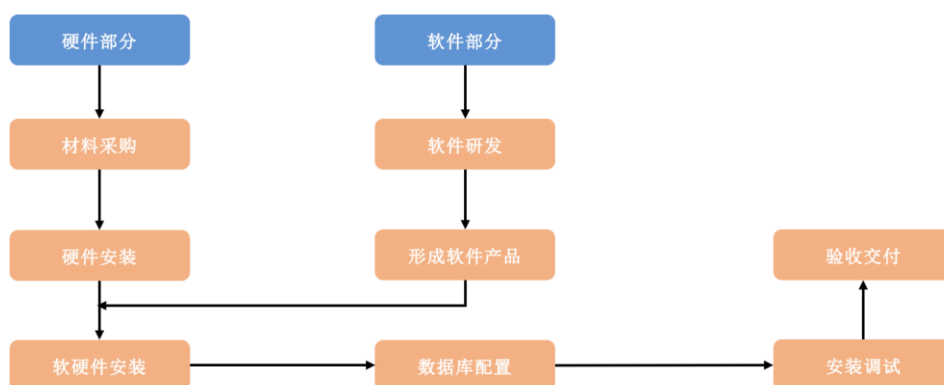 硬件部分
软件部分
材料采购
软件研发
硬件安装
形成软件产品
验收交付
软硬件安装
数据库配置
安装调试